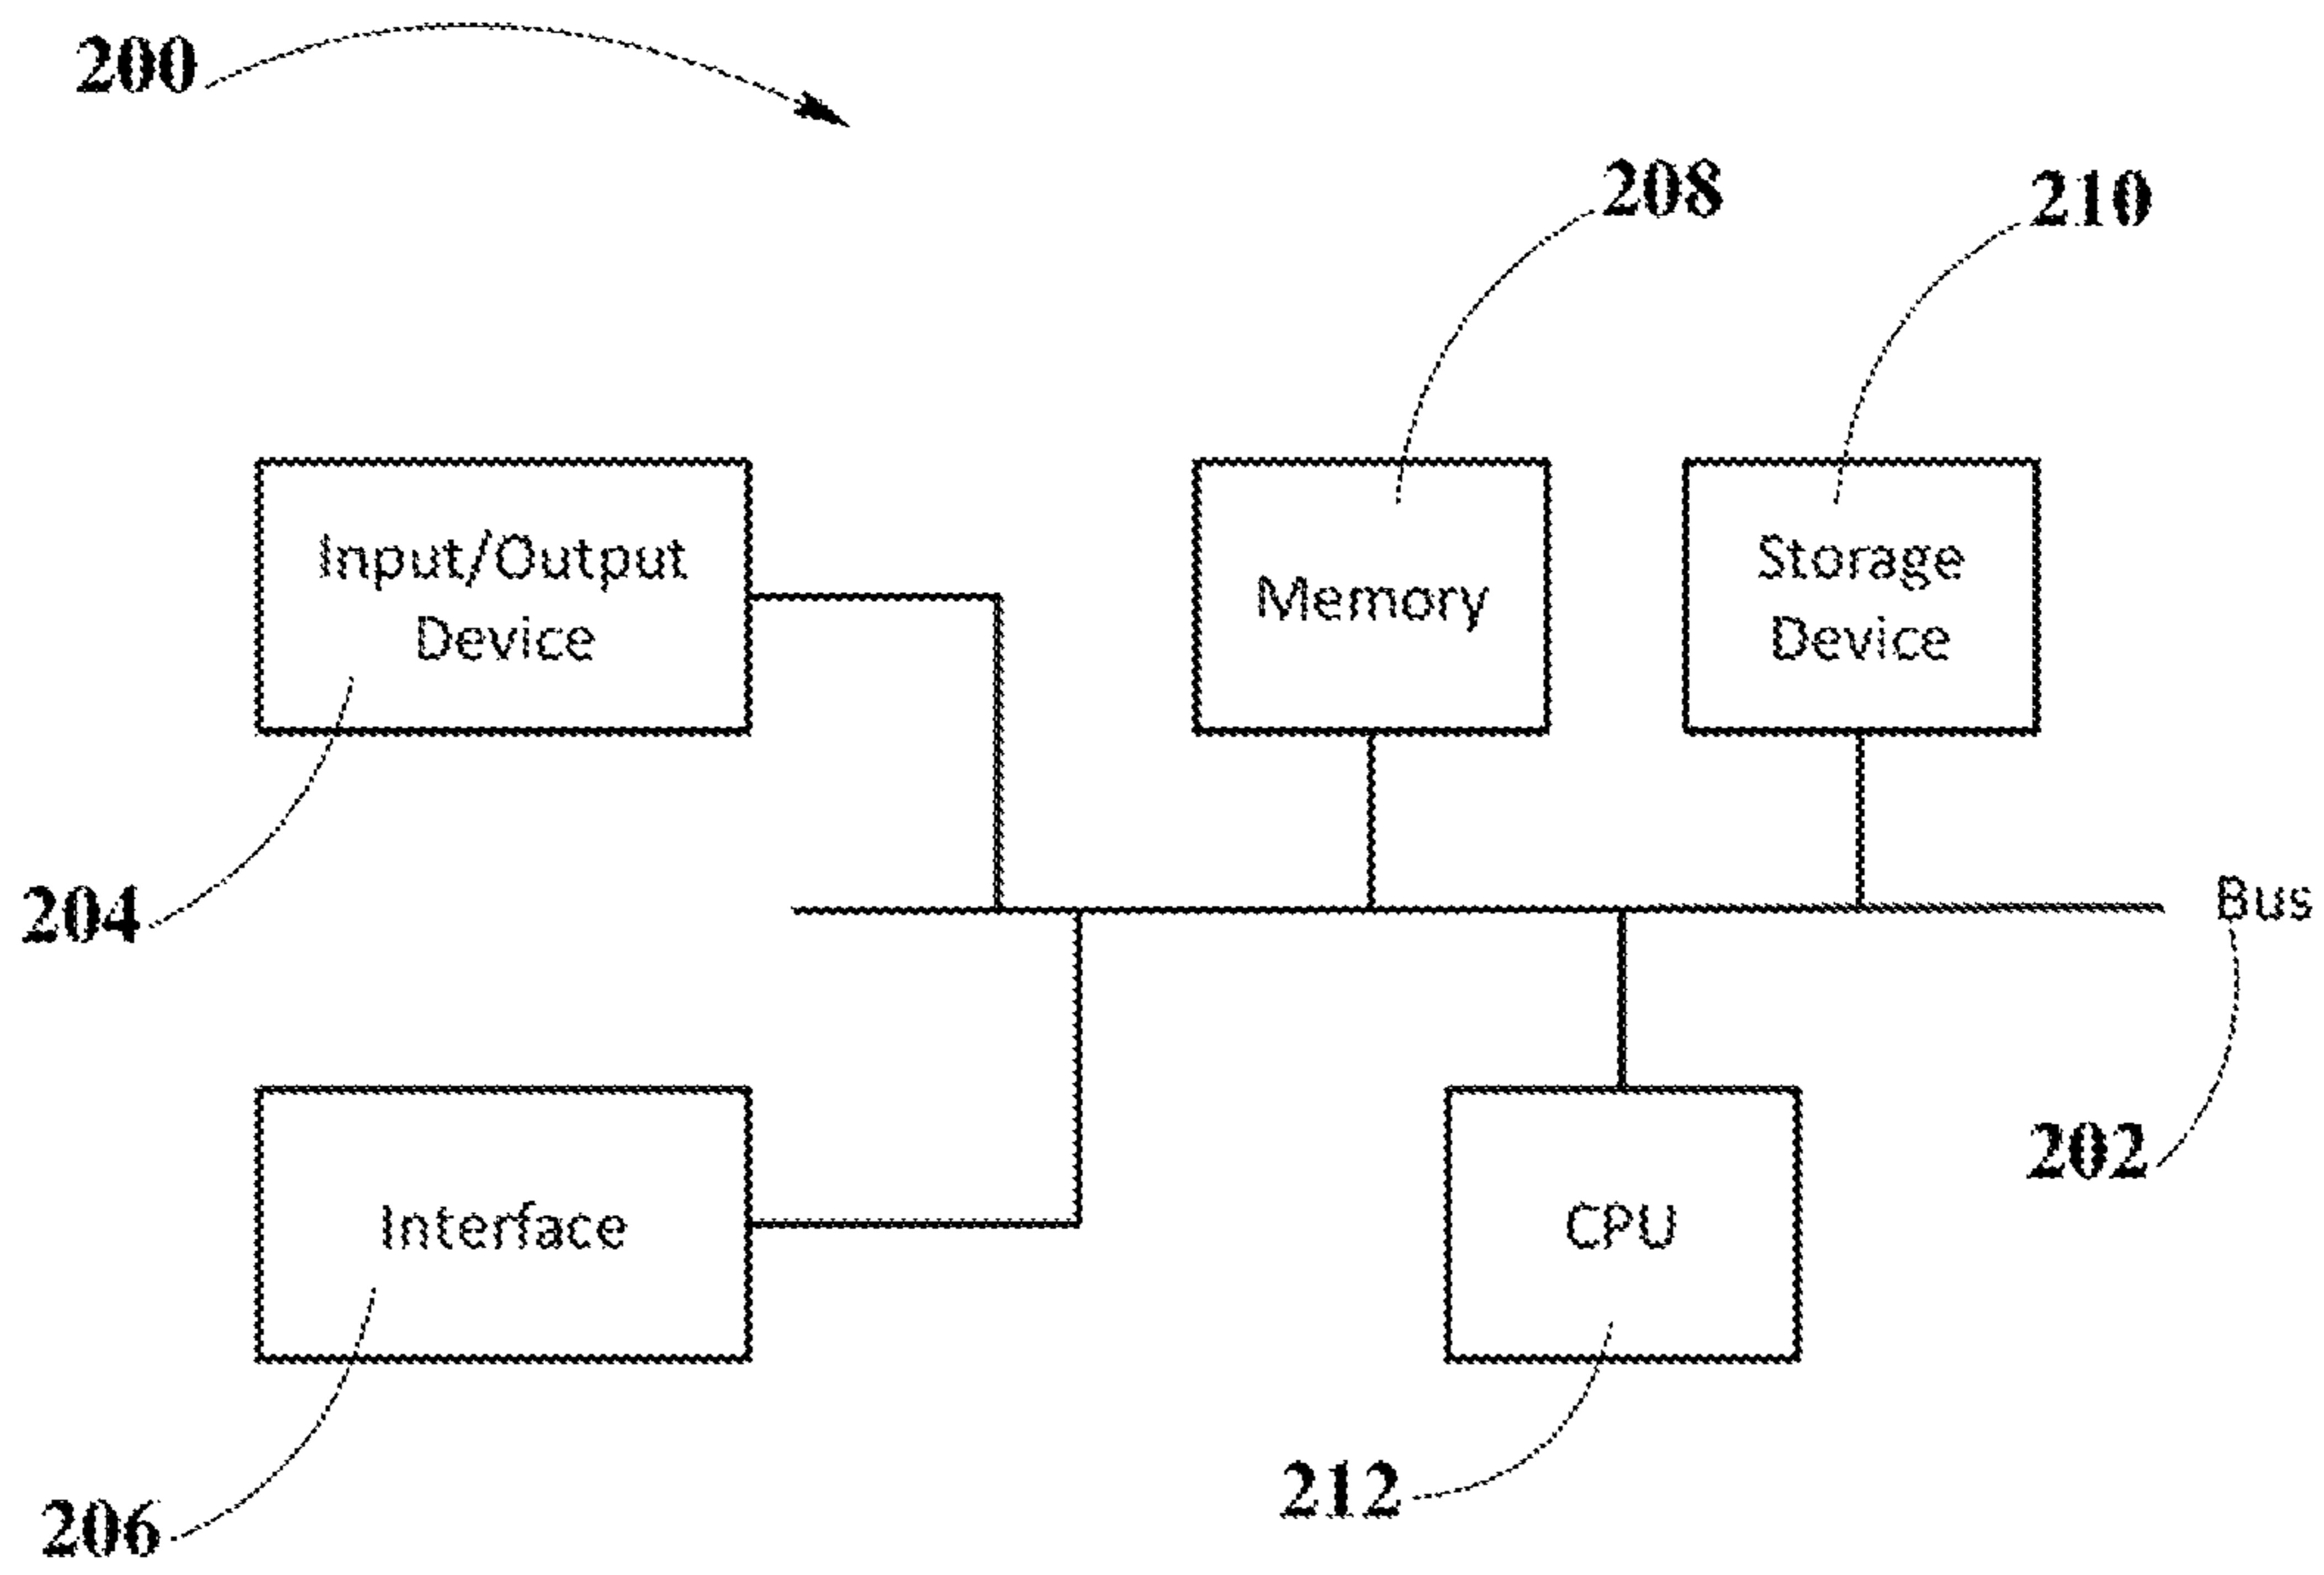 200
208
210
Input/Output
Device
Memory
Storage
Device
204
Bus
202
Interface
CPU
212
206